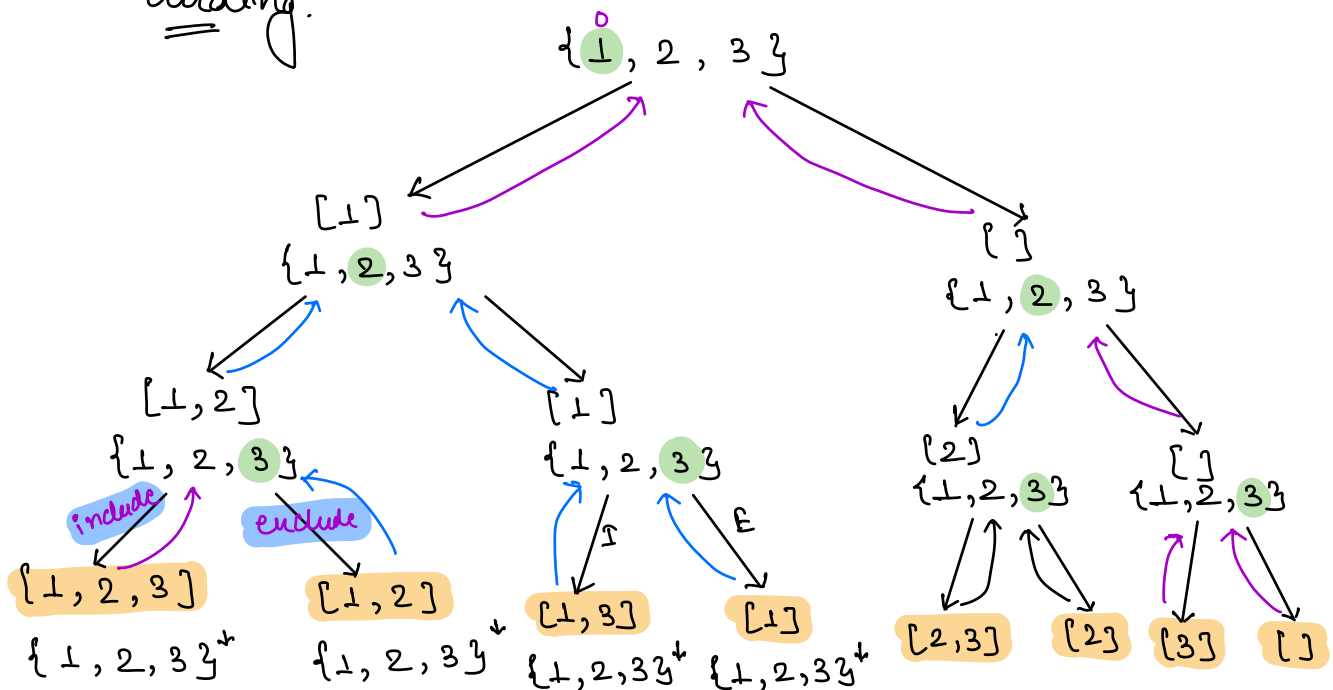 0
{1, 2, 3}
[1]
{1, 2, 3}
[ ]
{1, 2, 3}
[1, 2]
{1, 2, 3}
[1]
{1, 2, 3}
[2]
{1, 2, 3}
[ ]
{1, 2, 3}
include
exclude
I
E
[1, 2, 3]
[1, 2]
[1, 3]
[1]
[2, 3]
[2]
[3]
[ ]
{1, 2, 3}↓
{1, 2, 3}↓
{1, 2, 3}↓
{1, 2, 3}↓